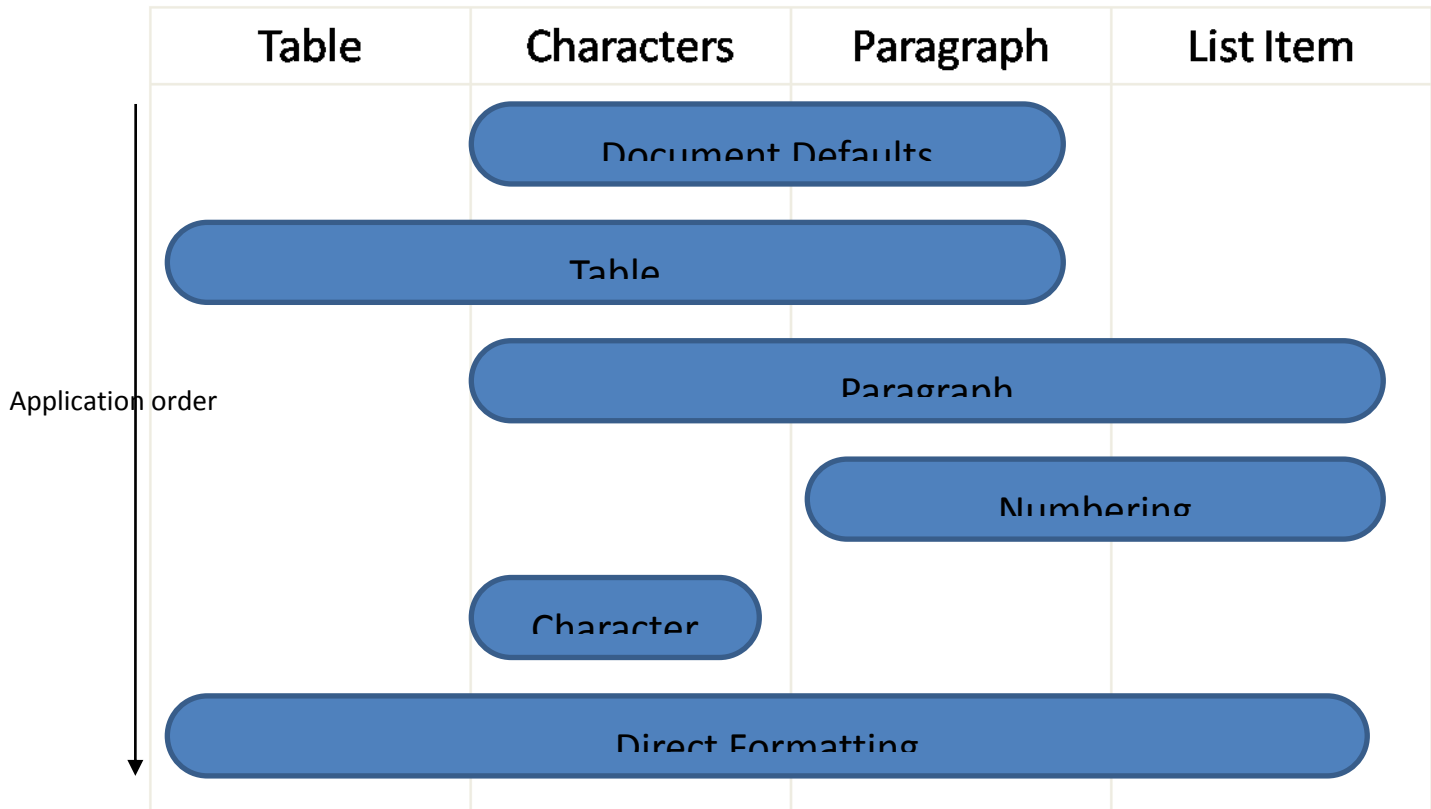 Table Characters Paragraph List Item
Document Defaults
Table
Paragraph
Application order
Numbering
Character
Direct Formatting